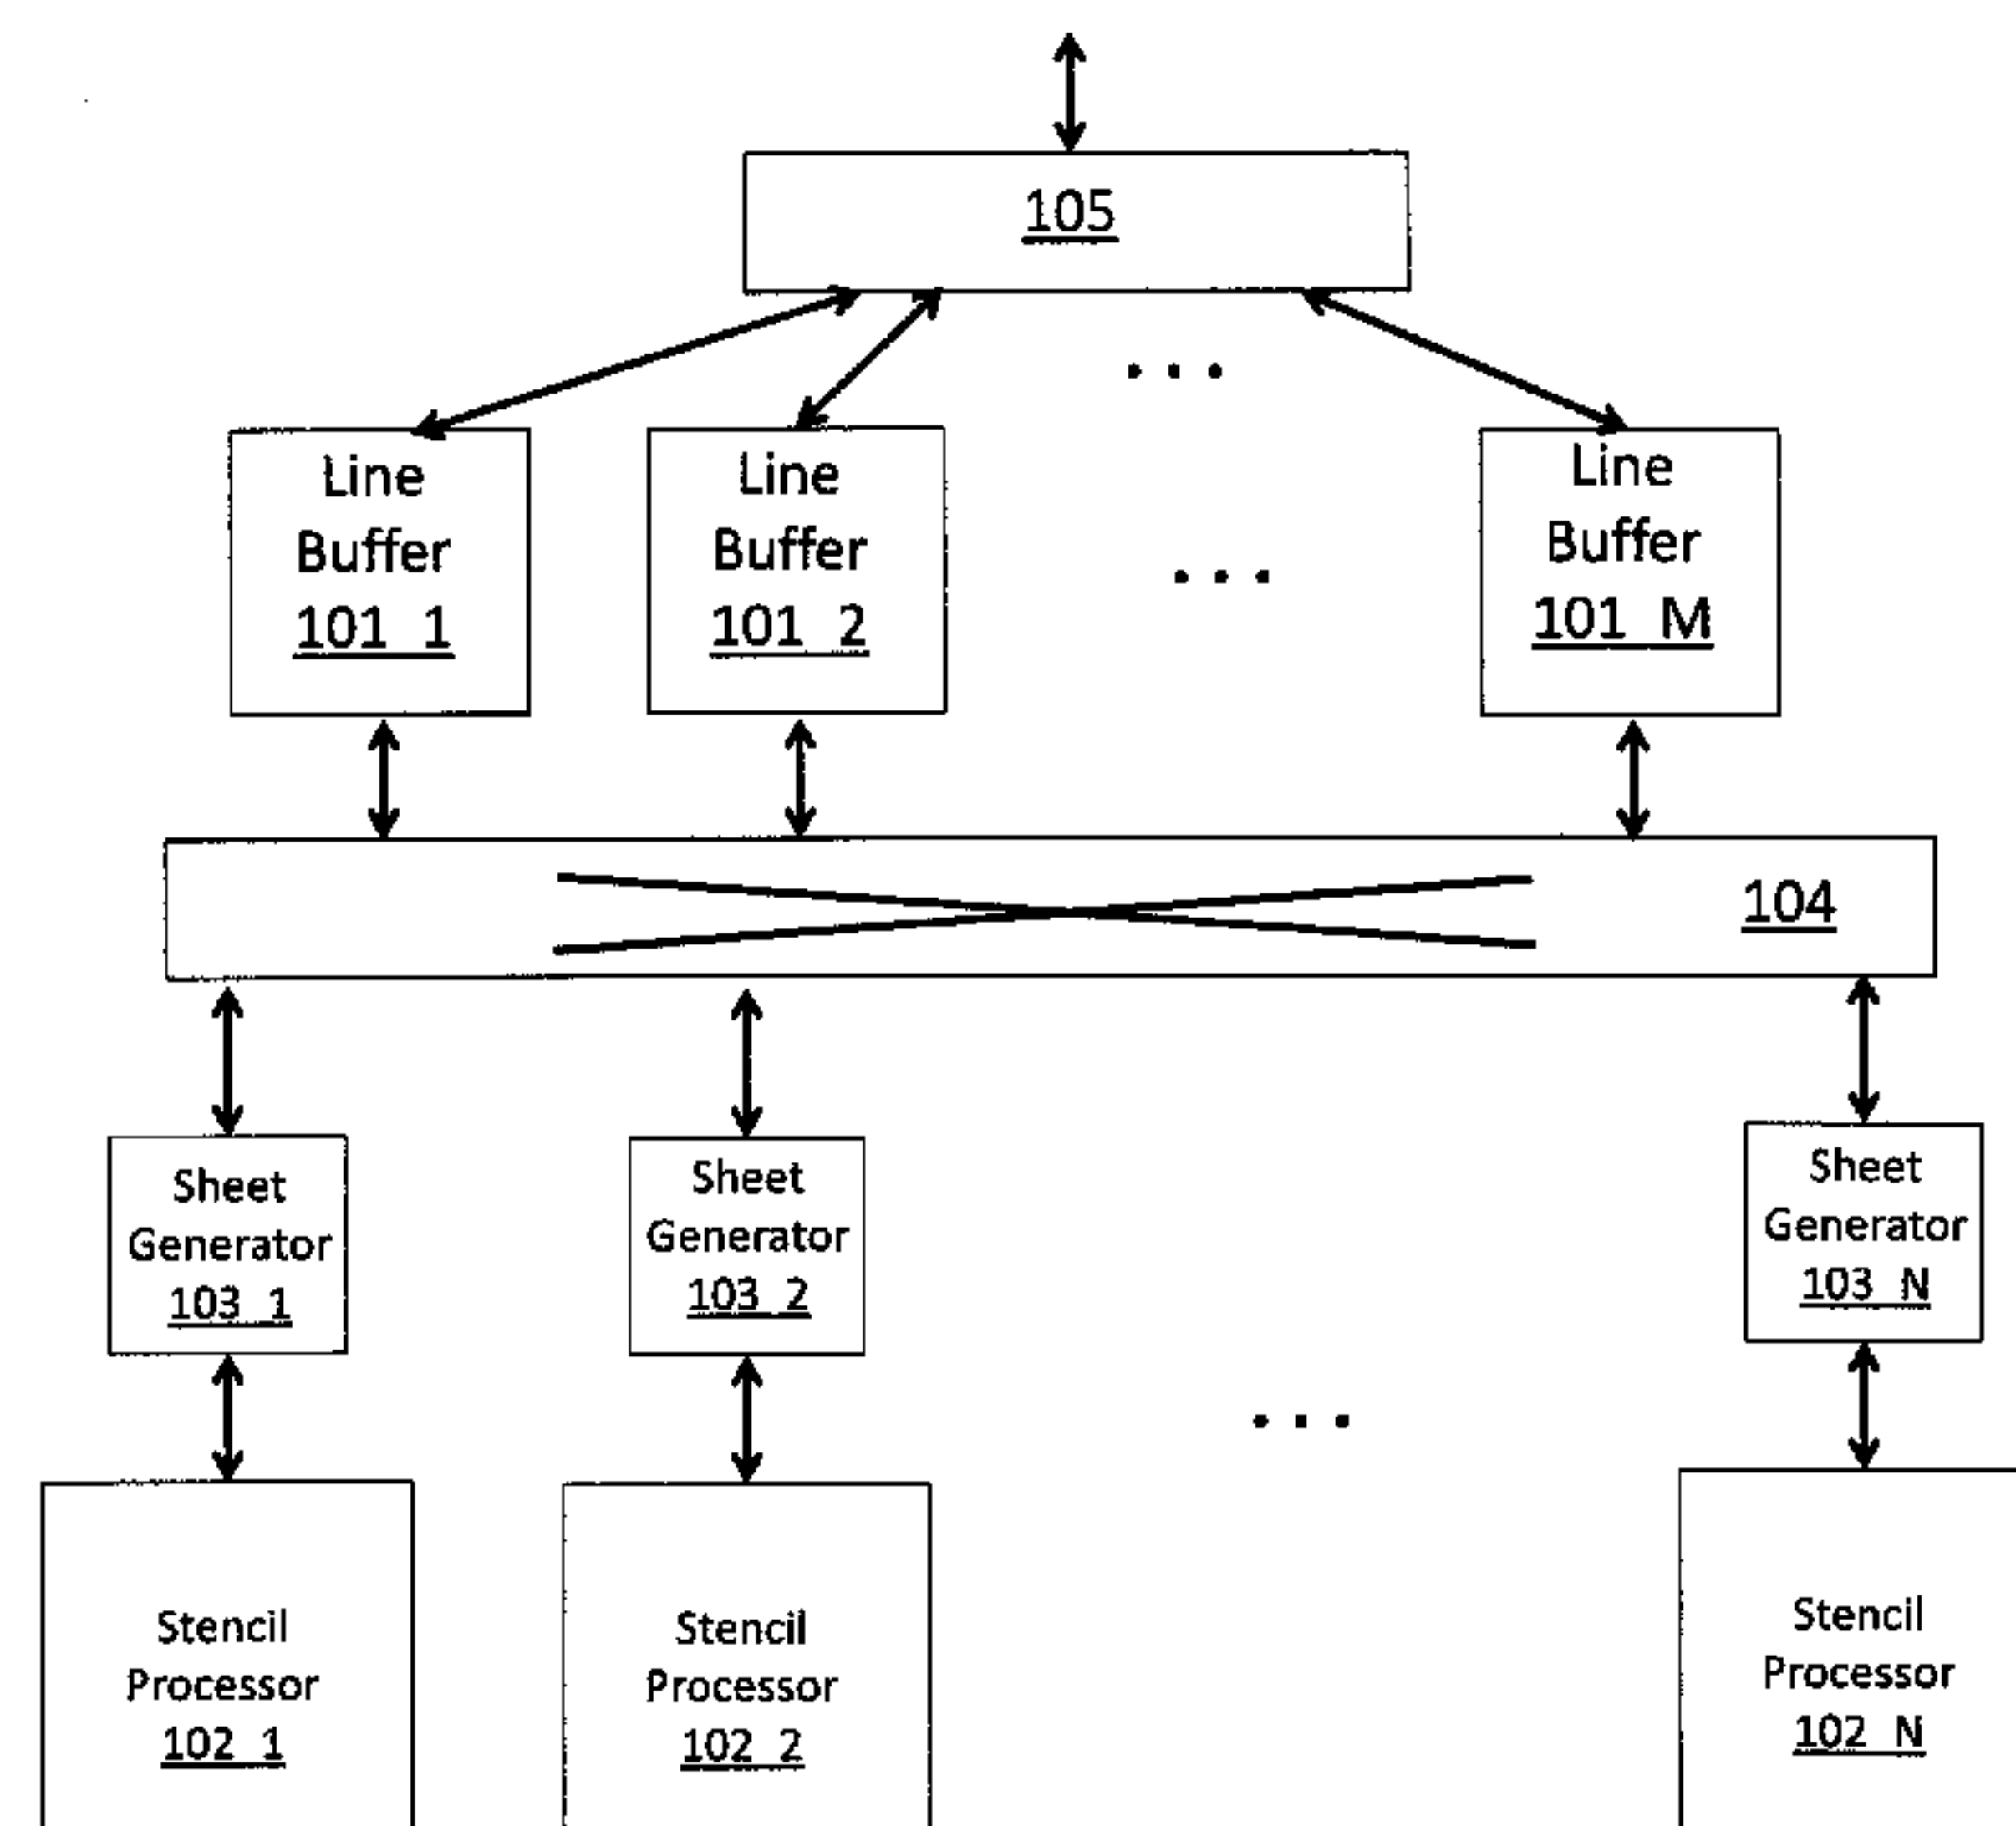 105
. . .
Line
Buffer
101_1
Line
Buffer
101_2
. . .
Line
Buffer
101_M
104
Sheet
Generator
103_1
Sheet
Generator
103_2
Sheet
Generator
103_N
. . .
Stencil
Processor
102_1
Stencil
Processor
102_2
Stencil
Processor
102_N